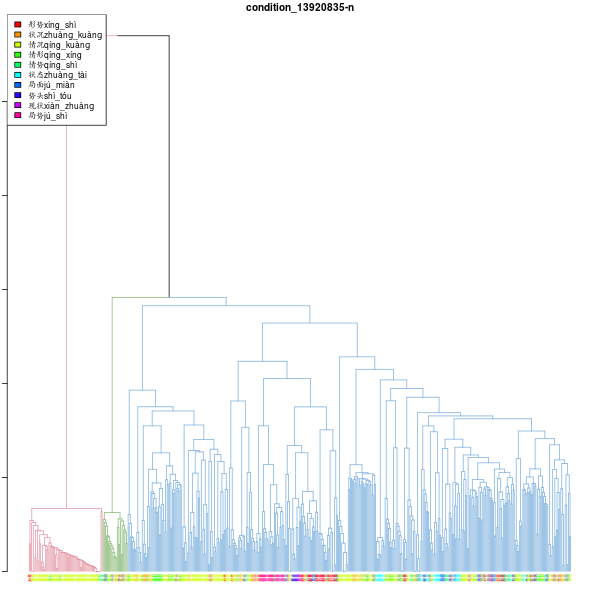 condition_13920835-n
形势xíng_shì
状况zhuàng_kuàng
情况qíng_kuàng
情形qíng_xíng
情势qíng_shì
状态zhuàng_tài
局面jú_miàn
势头shì_tóu
现状xiàn_zhuàng
局势jú_shì